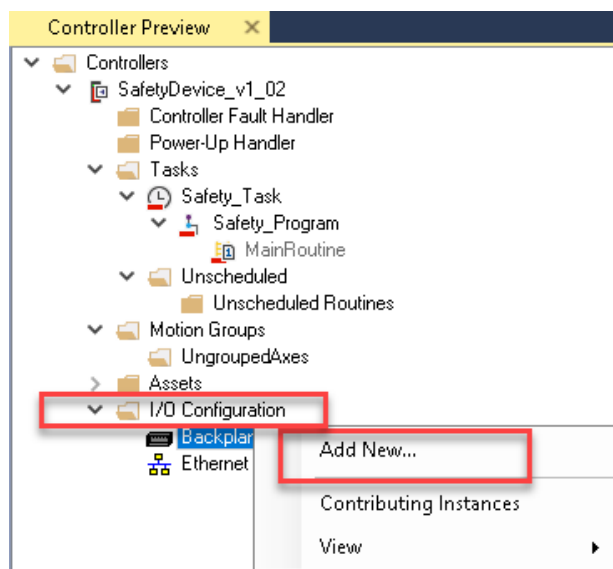 Controller Preview
Controllers
SafetyDevice_v1_02
Controller Fault Handler
Power-Up Handler
Tasks
Safety_Task
Safety_Program
MainRoutine
Unscheduled
Unscheduled Routines
Motion Groups
UngroupedAxes
Assets
I/O Configuration
Backplan
Add New...
Ethernet
Contributing Instances
View